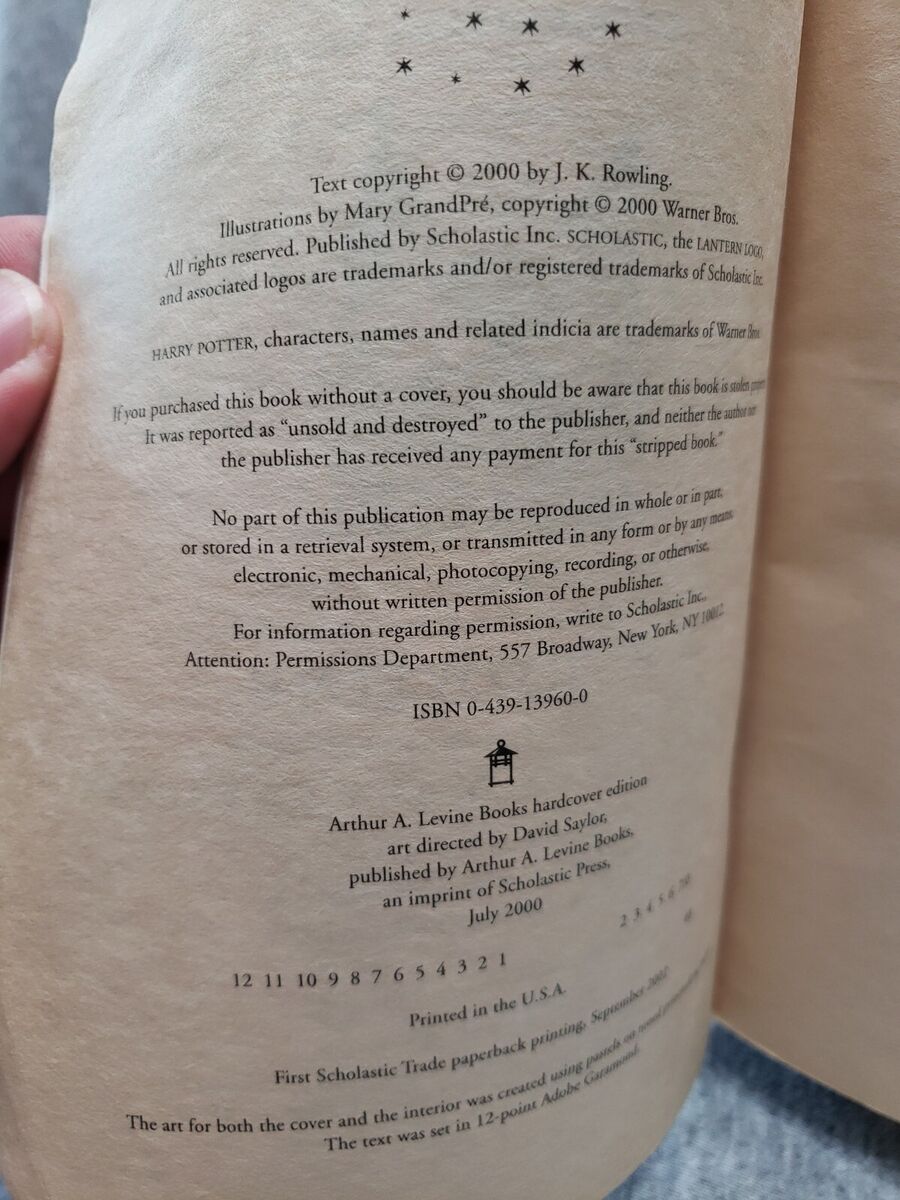 Text copyright © 2000 by J. K. Rowling.
Illustrations by Mary GrandPré, copyright © 2000 Warner Bros.
All rights reserved. Published by Scholastic Inc. SCHOLASTIC, the LANTERN LOGO,
and associated logos are trademarks and/or registered trademarks of Scholastic Inc.
HARRY POTTER, characters, names and related indicia are trademarks of Warner Bros.
If you purchased this book without a cover, you should be aware that this book is stolen
It was reported as “unsold and destroyed” to the publisher, and neither the author nor
the publisher has received any payment for this “stripped book.”
No part of this publication may be reproduced in whole or in part,
or stored in a retrieval system, or transmitted in any form or by any means,
electronic, mechanical, photocopying, recording, or otherwise,
without written permission of the publisher.
For information regarding permission, write to Scholastic Inc.,
Attention: Permissions Department, 557 Broadway, New York, NY 10012.
ISBN 0-439-13960-0
Arthur A. Levine Books hardcover edition
art directed by David Saylor,
published by Arthur A. Levine Books,
an imprint of Scholastic Press,
July 2000
12 11 10 9 8 7 6 5 4 3 2 1 2 3 4 5 6
Printed in the U.S.A.
First Scholastic Trade paperback printing, September
The art for both the cover and the interior was created using pastels on
The text was set in 12-point Adobe Garamond.